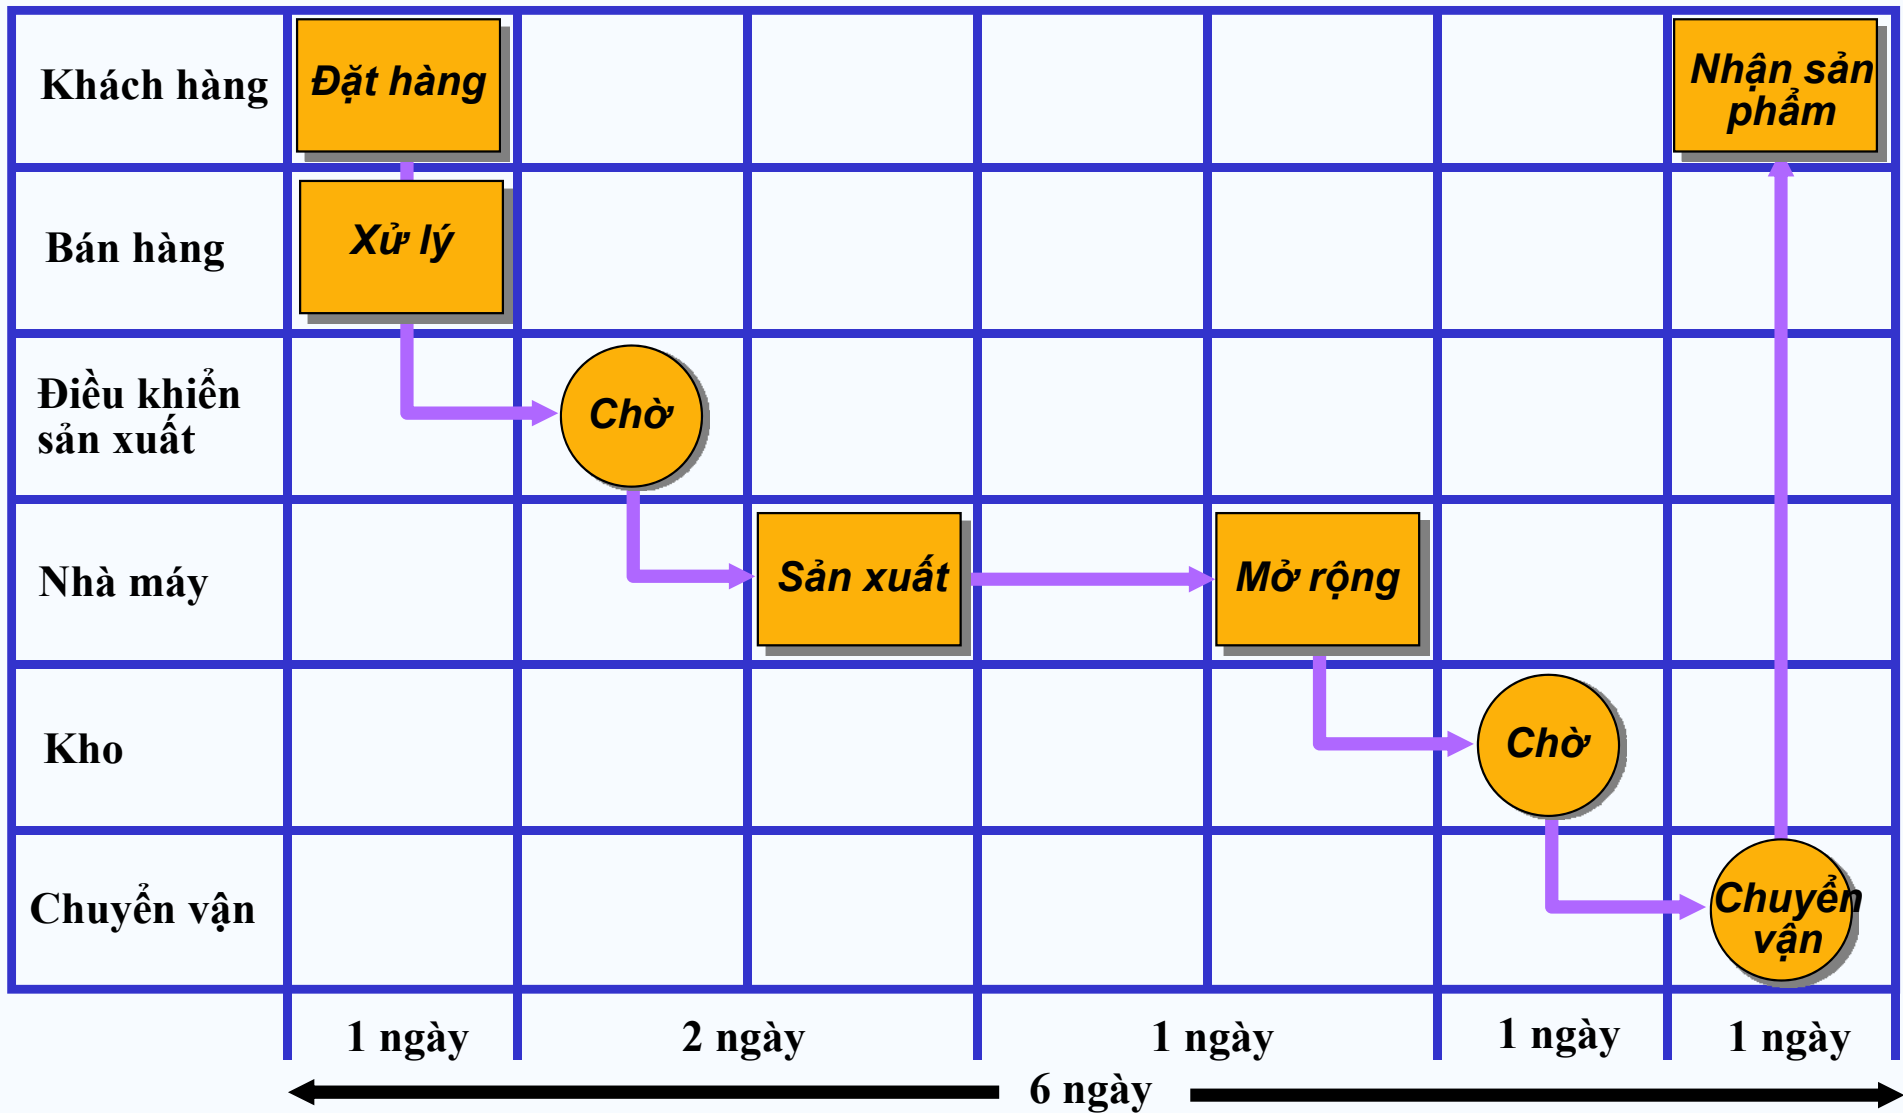 Khách hàng
Đặt hàng
Nhận sản
phẩm
Bán hàng
Xử lý
Điều khiển
sản xuất
Chờ
Nhà máy
Sản xuất
Mở rộng
Kho
Chờ
Chuyển vận
Chuyển
vận
1 ngày
2 ngày
1 ngày
1 ngày
1 ngày
6 ngày